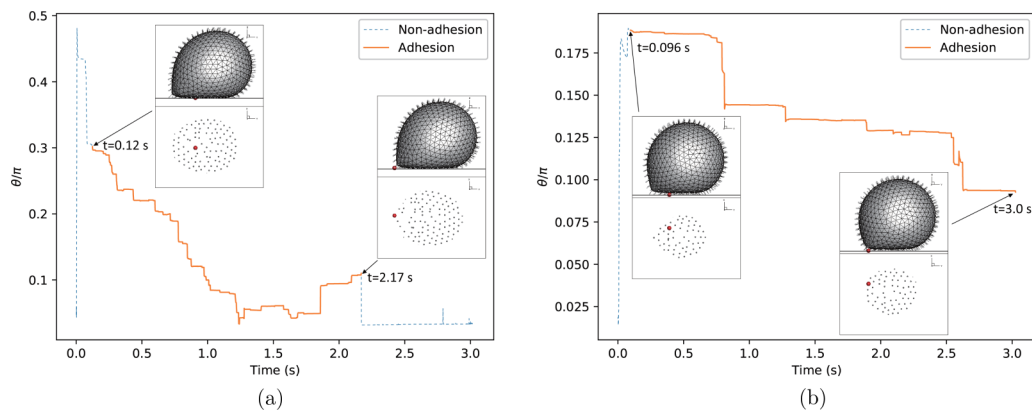 0.5
0.4
0.3
0.2
0.1
θ/π
Non-adhesion
Adhesion
t=0.12 s
t=2.17 s
0.0 0.5 1.0 1.5 2.0 2.5 3.0
Time (s)
(a)
0.175
0.150
0.125
0.100
0.075
0.050
0.025
θ/π
Non-adhesion
Adhesion
t=0.096 s
t=3.0 s
0.0 0.5 1.0 1.5 2.0 2.5 3.0
Time (s)
(b)